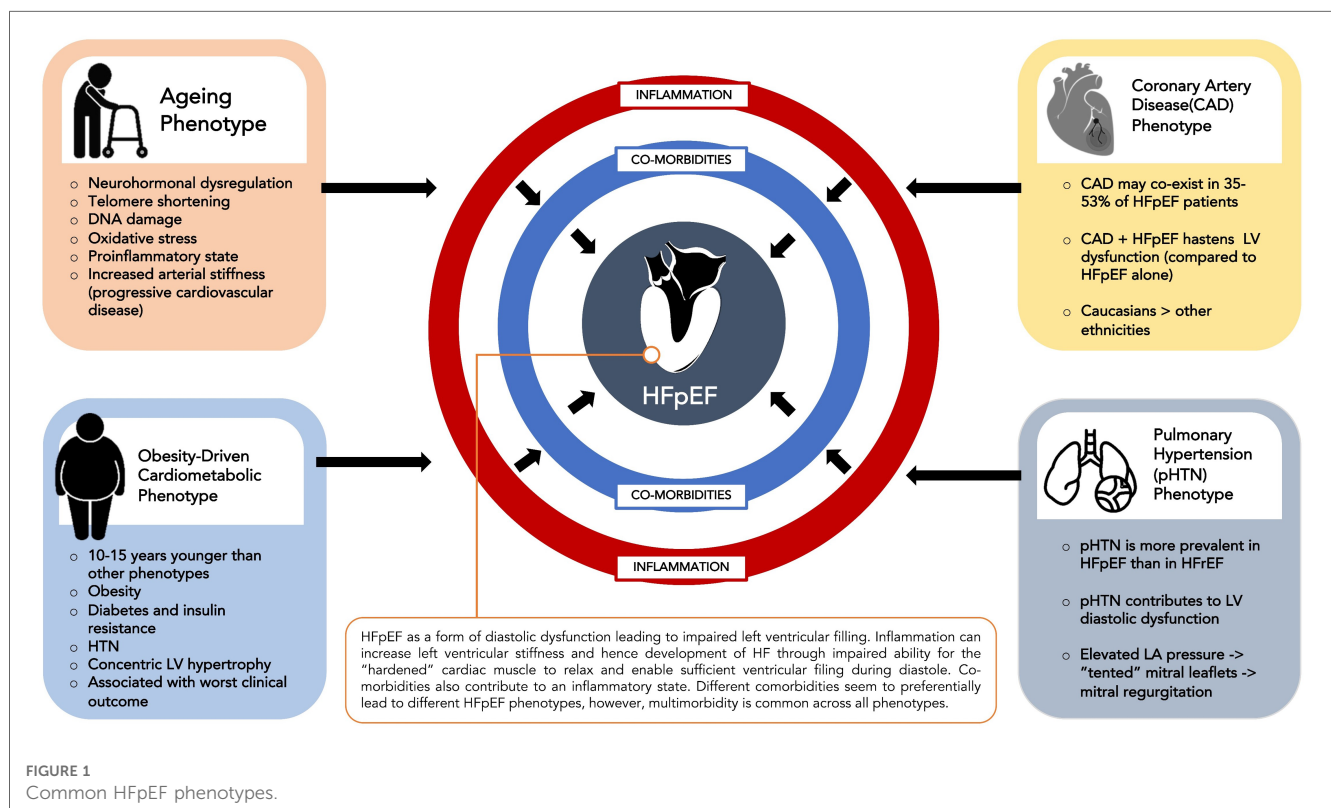 Ageing
Phenotype
○ Neurohormonal dysregulation
○ Telomere shortening
○ DNA damage
○ Oxidative stress
○ Proinflammatory state
○ Increased arterial stiffness
(progressive cardiovascular
disease)
Obesity-Driven
Cardiometabolic
Phenotype
○ 10-15 years younger than
other phenotypes
○ Obesity
○ Diabetes and insulin
resistance
○ HTN
○ Concentric LV hypertrophy
○ Associated with worst clinical
outcome
INFLAMMATION
CO-MORBIDITIES
HFpEF
CO-MORBIDITIES
INFLAMMATION
Coronary Artery
Disease(CAD)
Phenotype
○ CAD may co-exist in 35-
53% of HFpEF patients
○ CAD + HFpEF hastens LV
dysfunction (compared to
HFpEF alone)
○ Caucasians > other
ethnicities
Pulmonary
Hypertension
(pHTN)
Phenotype
○ pHTN is more prevalent in
HFpEF than in HFrEF
○ pHTN contributes to LV
diastolic dysfunction
○ Elevated LA pressure ->
“tented” mitral leaflets ->
mitral regurgitation
HFpEF as a form of diastolic dysfunction leading to impaired left ventricular filling. Inflammation can
increase left ventricular stiffness and hence development of HF through impaired ability for the
“hardened” cardiac muscle to relax and enable sufficient ventricular filing during diastole. Co-
morbidities also contribute to an inflammatory state. Different comorbidities seem to preferentially
lead to different HFpEF phenotypes, however, multimorbidity is common across all phenotypes.
FIGURE 1
Common HFpEF phenotypes.